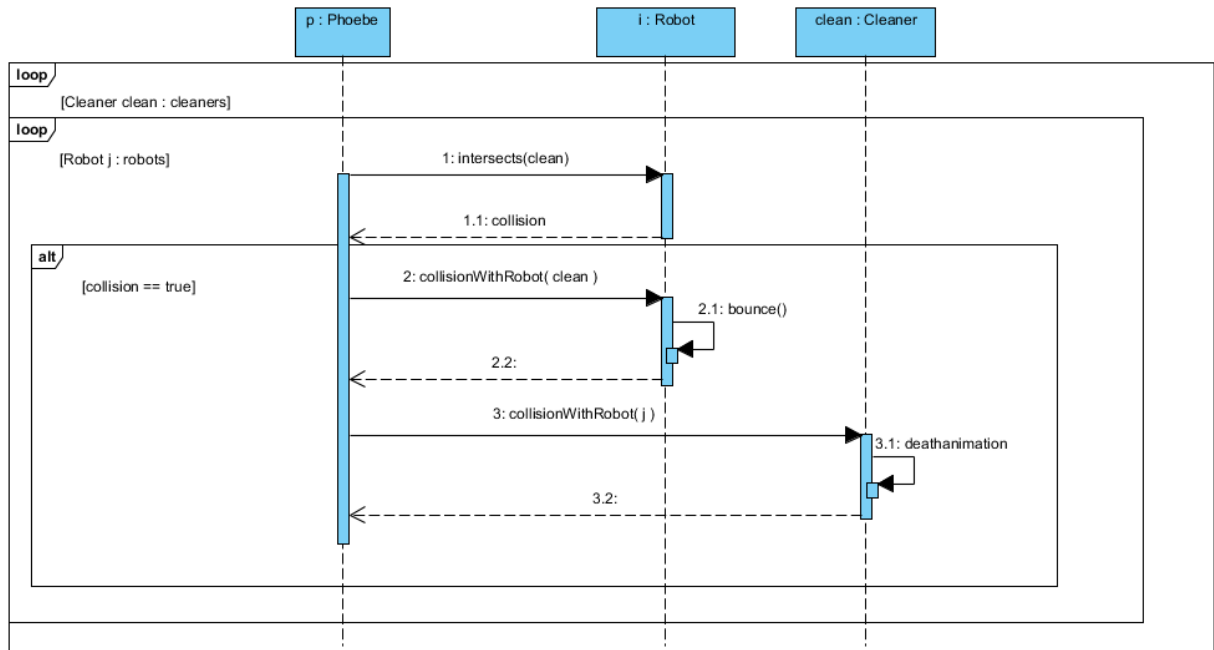 p : Phoebe
i : Robot
clean : Cleaner
loop
[Cleaner clean : cleaners]
loop
[Robot j : robots]
1: intersects(clean)
1.1: collision
alt
[collision == true]
2: collisionWithRobot( clean )
2.1: bounce()
2.2:
3: collisionWithRobot( j )
3.1: deathanimation
3.2: